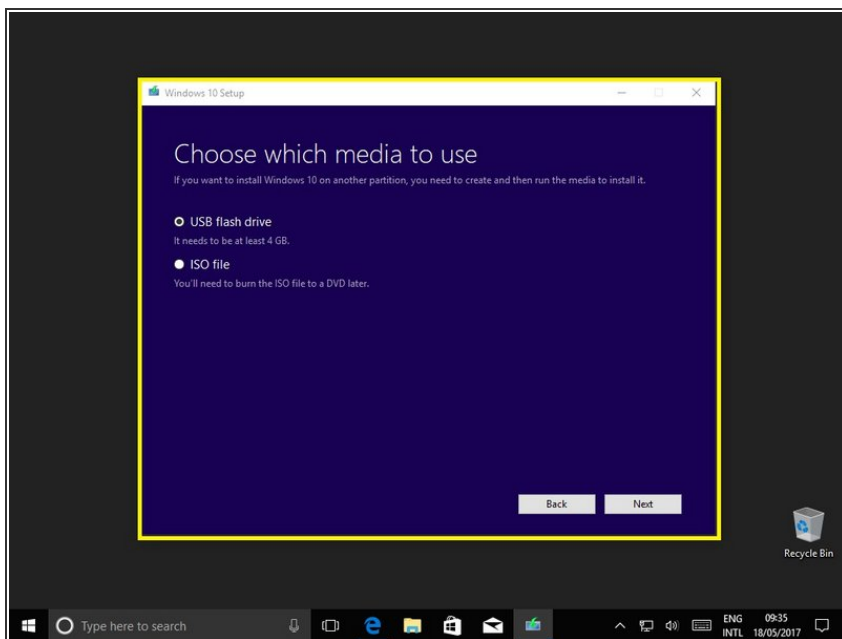 Windows 10 Setup
Choose which media to use
If you want to install Windows 10 on another partition, you need to create and then run the media to install it.
USB flash drive
It needs to be at least 4 GB.
ISO file
You'll need to burn the ISO file to a DVD later.
Back Next
Recycle Bin
Type here to search
ENG 09:35
INTL 18/05/2017